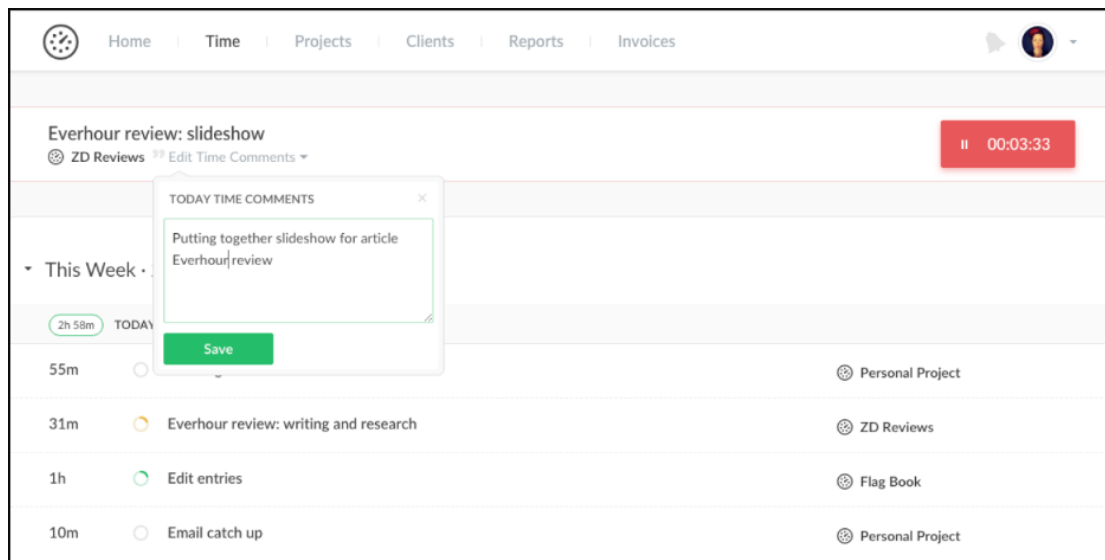 Home Time Projects Clients Reports Invoices
Everhour review: slideshow
ZD Reviews Edit Time Comments
00:03:33
TODAY TIME COMMENTS
Putting together slideshow for article
Everhour review
Save
This Week ·
2h 58m TODAY
55m Personal Project
31m Everhour review: writing and research ZD Reviews
1h Edit entries Flag Book
10m Email catch up Personal Project